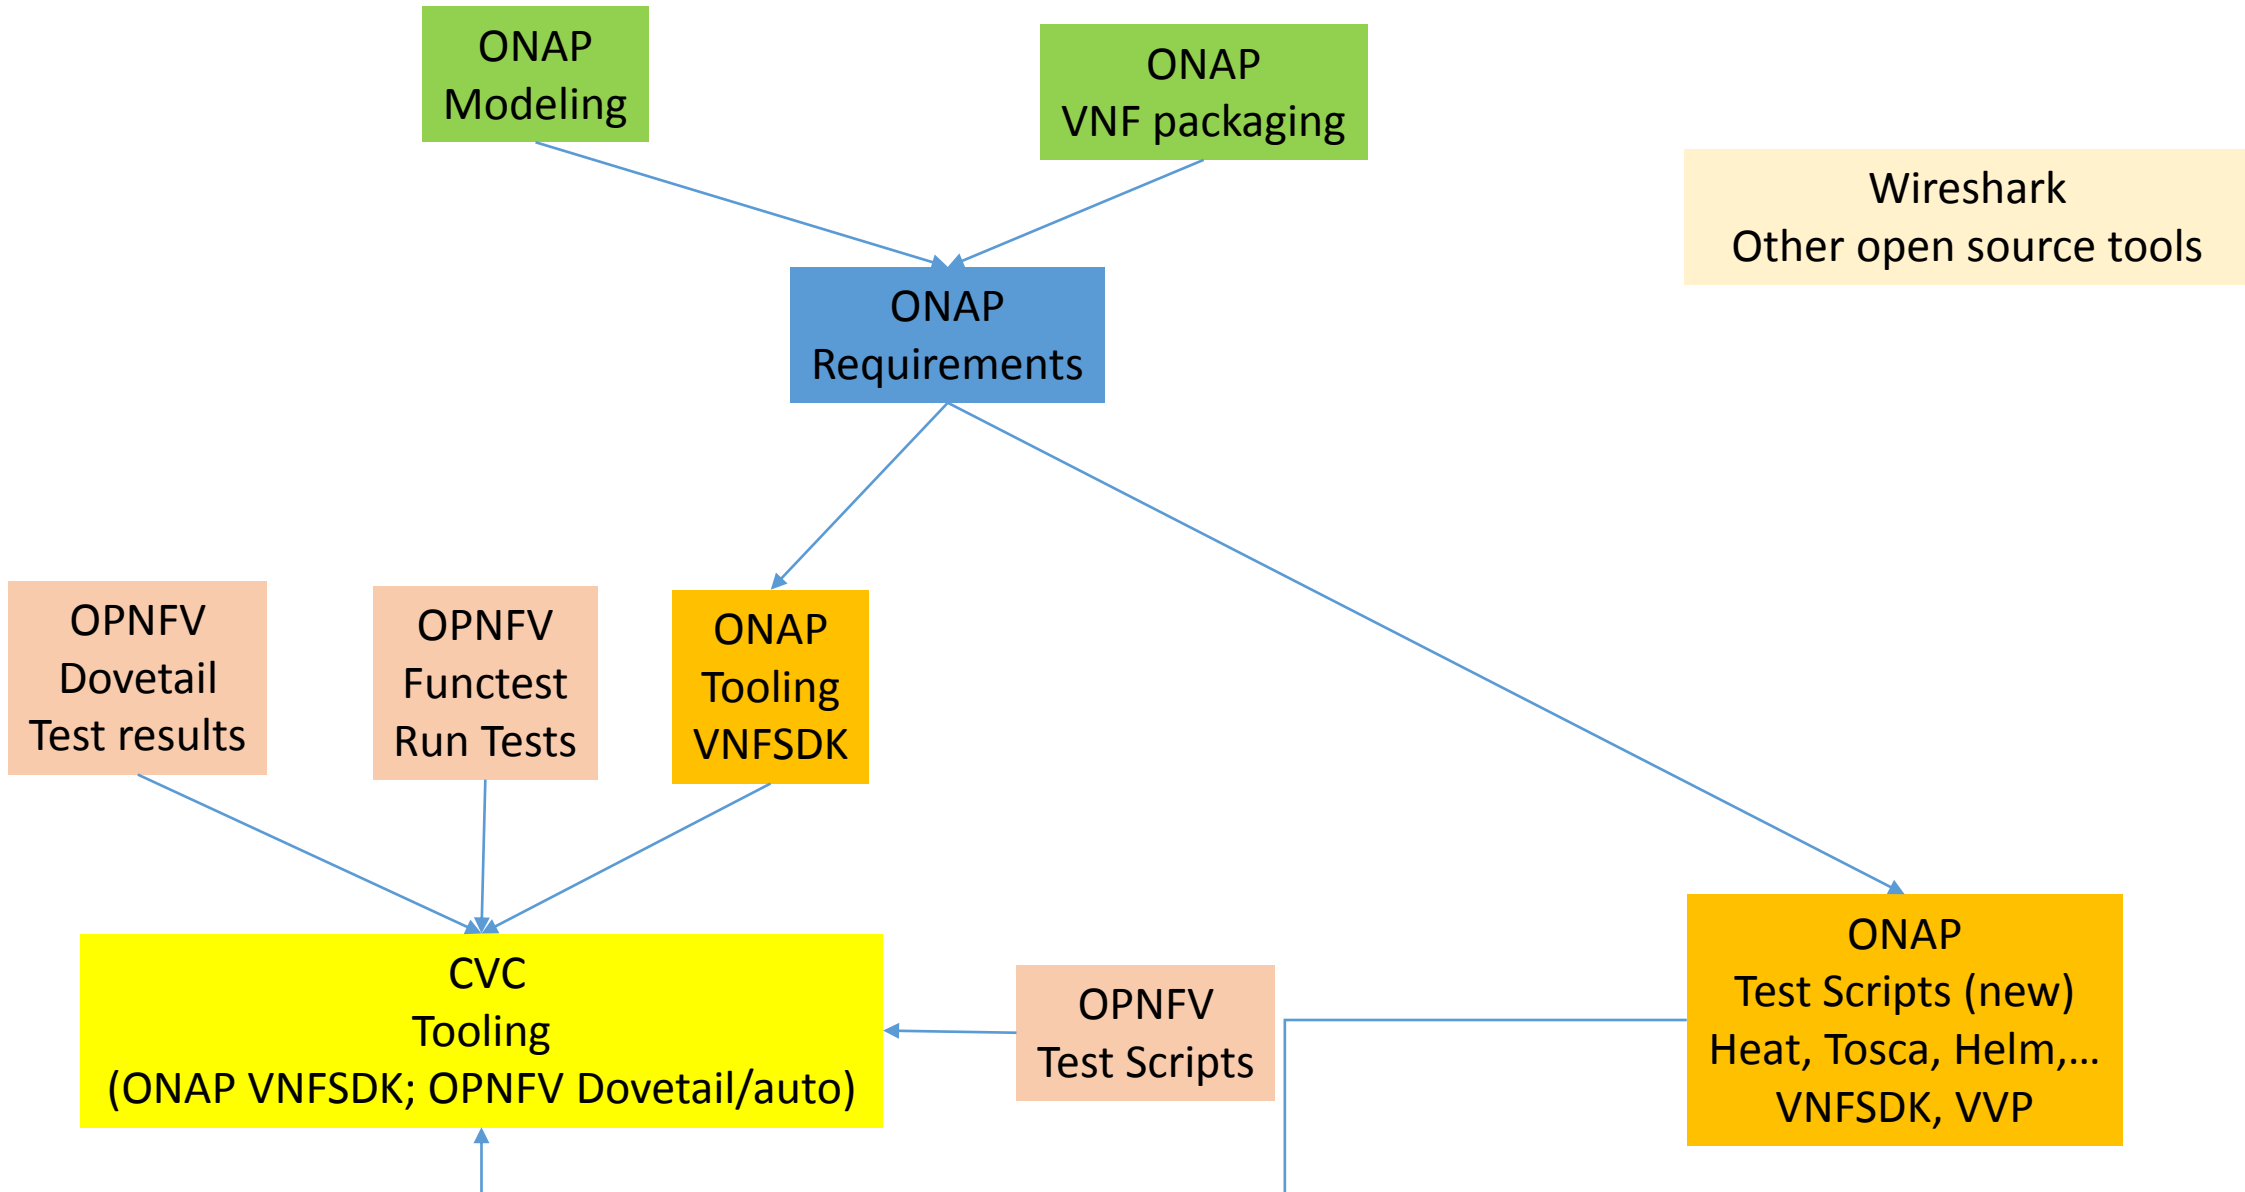 ONAP
Modeling
ONAP
VNF packaging
Wireshark
Other open source tools
ONAP
Requirements
OPNFV
Dovetail
Test results
OPNFV
Functest
Run Tests
ONAP
Tooling
VNFSDK
CVC
Tooling
(ONAP VNFSDK; OPNFV Dovetail/auto)
OPNFV
Test Scripts
ONAP
Test Scripts (new)
Heat, Tosca, Helm,...
VNFSDK, VVP